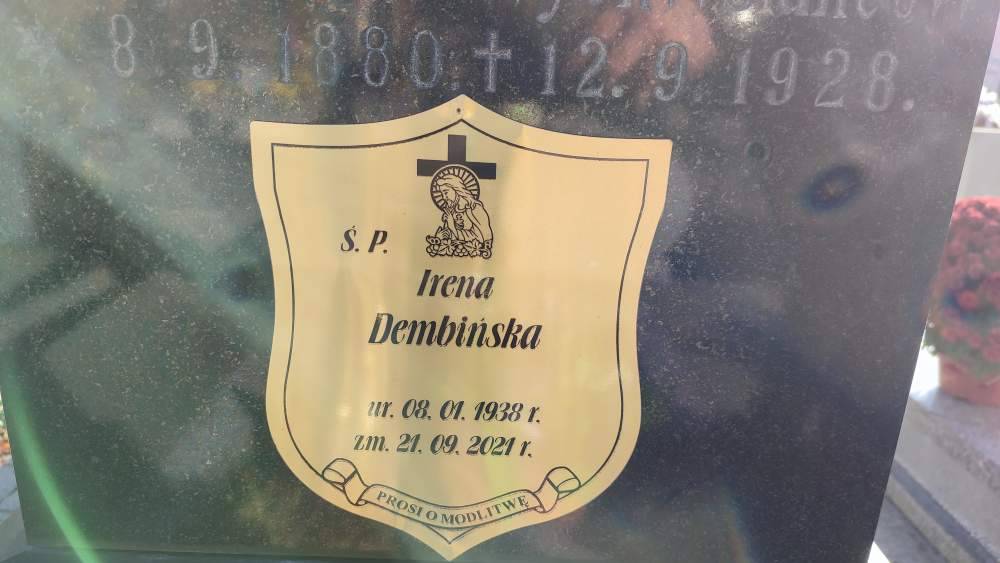 8. 9. 1880. † 12. 9. 1928.
Ś. P.
Irena
Dembińska
ur. 08. 01. 1938 r.
zm. 21. 09. 2021 r.
PROSI O MODLITWĘ